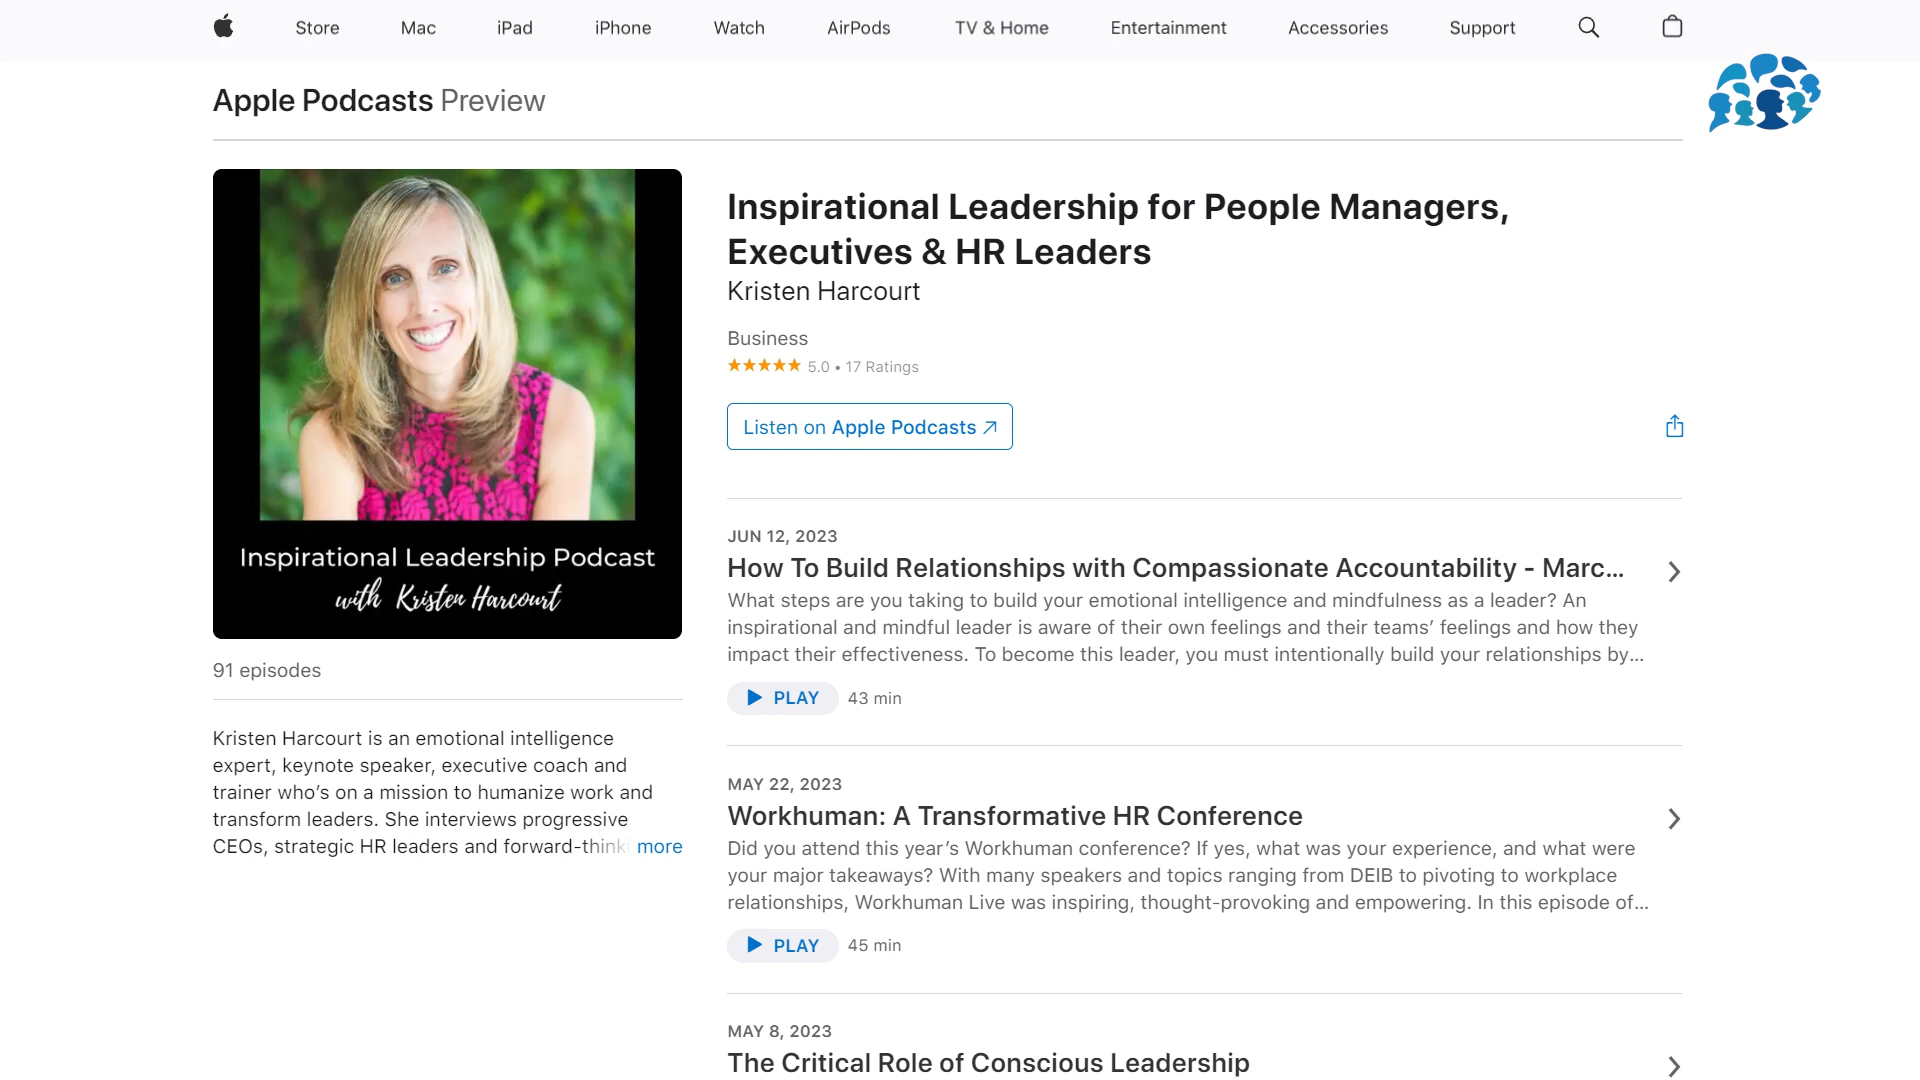 Store Mac iPad iPhone Watch AirPods TV & Home Entertainment Accessories Support
Apple Podcasts Preview
Inspirational Leadership Podcast
with Kristen Harcourt
91 episodes
Kristen Harcourt is an emotional intelligence
expert, keynote speaker, executive coach and
trainer who’s on a mission to humanize work and
transform leaders. She interviews progressive
CEOs, strategic HR leaders and forward-thinki more
Inspirational Leadership for People Managers,
Executives & HR Leaders
Kristen Harcourt
Business
★★★★★ 5.0 • 17 Ratings
Listen on Apple Podcasts ↗
JUN 12, 2023
How To Build Relationships with Compassionate Accountability - Marc...
What steps are you taking to build your emotional intelligence and mindfulness as a leader? An
inspirational and mindful leader is aware of their own feelings and their teams’ feelings and how they
impact their effectiveness. To become this leader, you must intentionally build your relationships by...
PLAY 43 min
MAY 22, 2023
Workhuman: A Transformative HR Conference
Did you attend this year’s Workhuman conference? If yes, what was your experience, and what were
your major takeaways? With many speakers and topics ranging from DEIB to pivoting to workplace
relationships, Workhuman Live was inspiring, thought-provoking and empowering. In this episode of...
PLAY 45 min
MAY 8, 2023
The Critical Role of Conscious Leadership